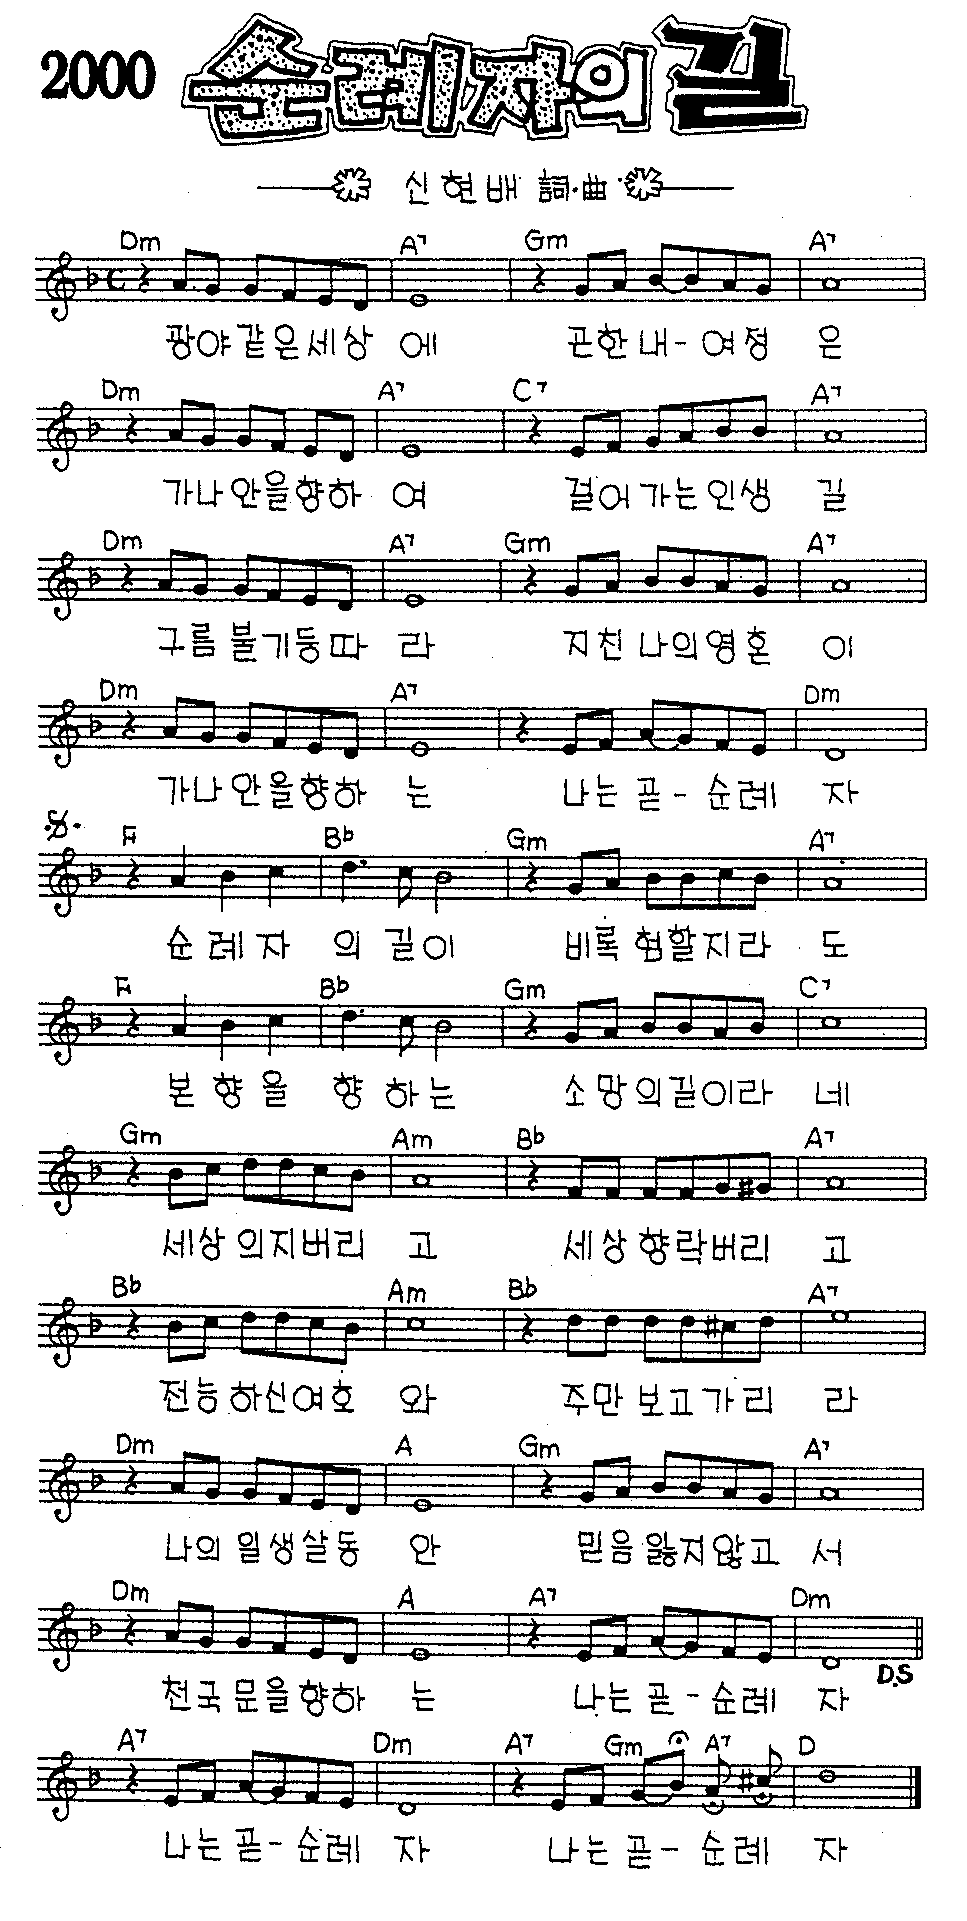 2000 순례자의 길
신현배 詞·曲
Dm A7 Gm A7
광야같은세상에 곤한내-여정은
Dm A7 C7 A7
가나안을향하여 걸어가는인생길
Dm A7 Gm A7
구름불기둥따라 지친나의영혼이
Dm A7 Dm
가나안을향하는 나는곧-순례자
F Bb Gm A7
순례자의길이 비록험할지라도
F Bb Gm C7
본향을향하는 소망의길이라네
Gm Am Bb A7
세상의지버리고 세상향락버리고
Bb Am Bb A7
전능하신여호와 주만보고가리라
Dm A Gm A7
나의일생살동안 믿음잃지않고서
Dm A A7 Dm
천국문을향하는 나는곧-순례자
D.S
A7 Dm A7 Gm A7 D
나는곧-순례자 나는곧-순례자